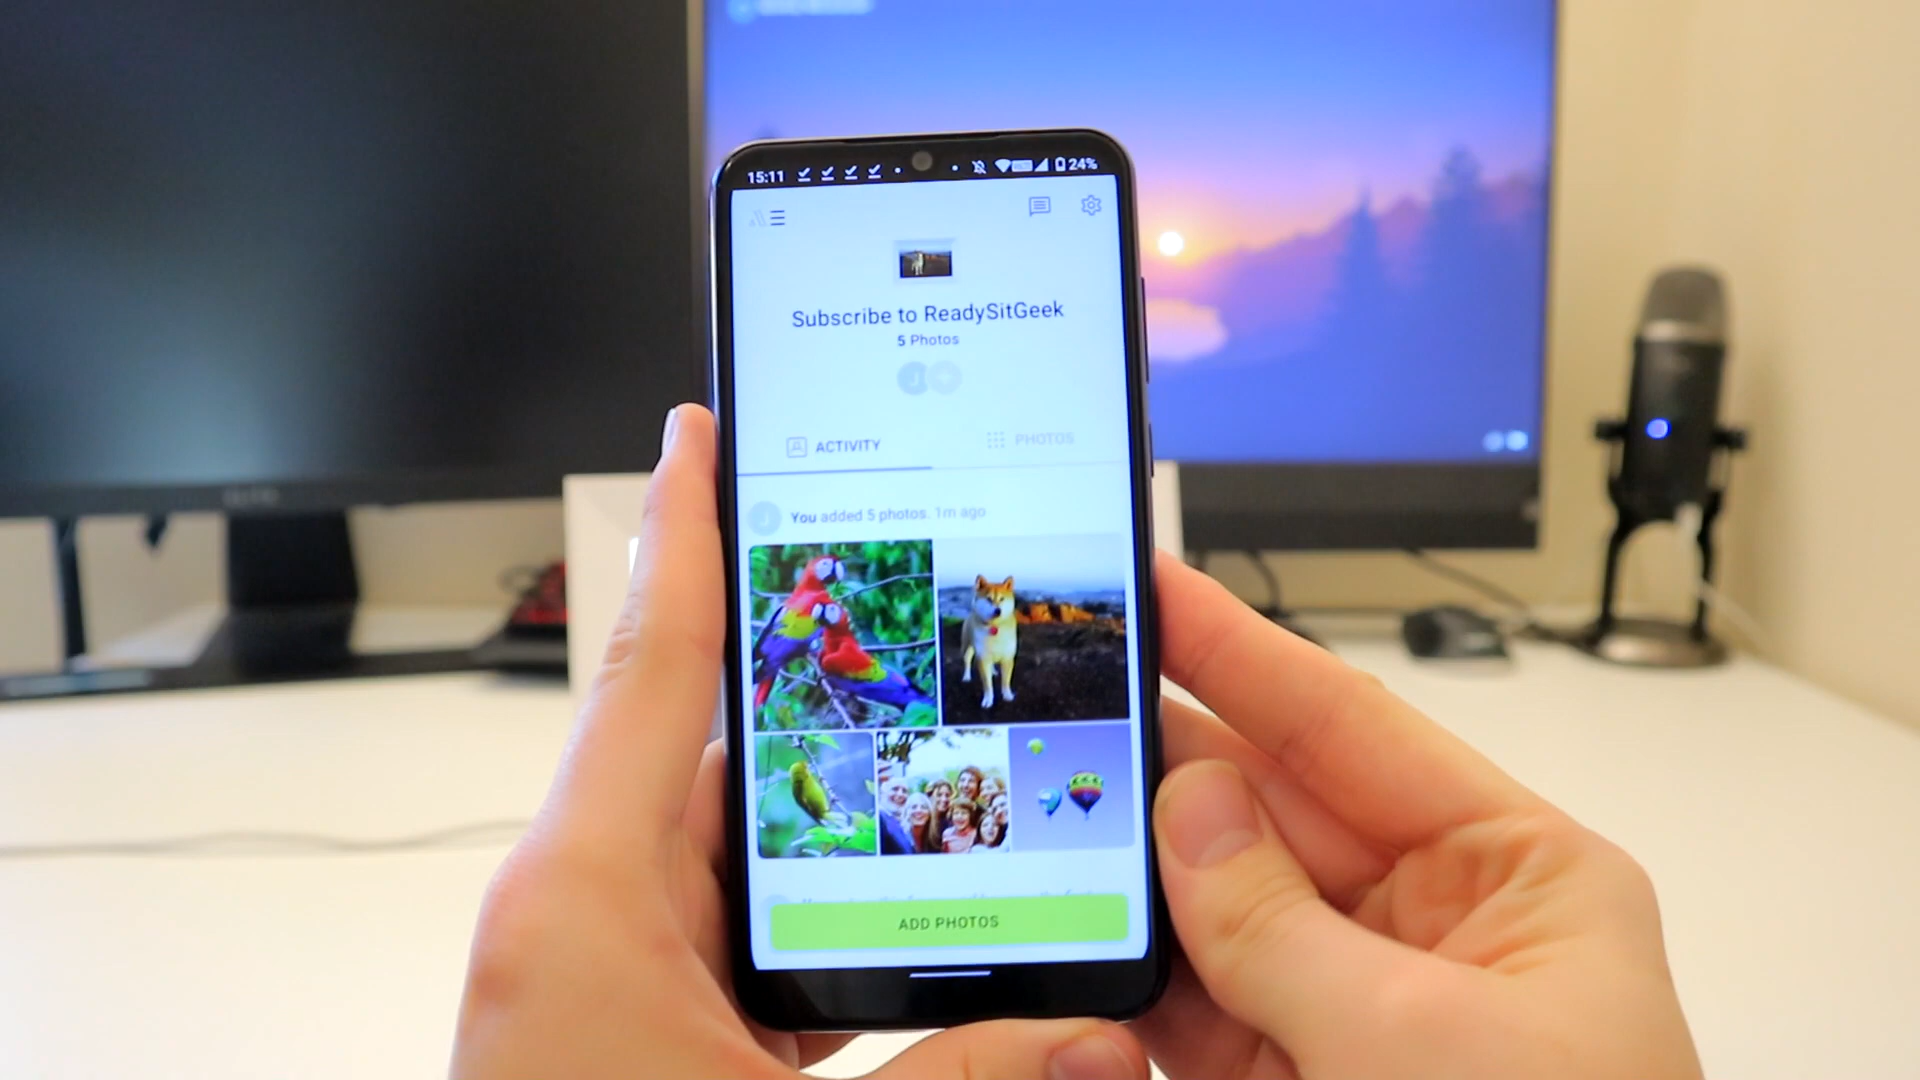 15:11
24%
Subscribe to ReadySitGeek
5 Photos
J
ACTIVITY
PHOTOS
J
You added 5 photos. 1m ago
ADD PHOTOS